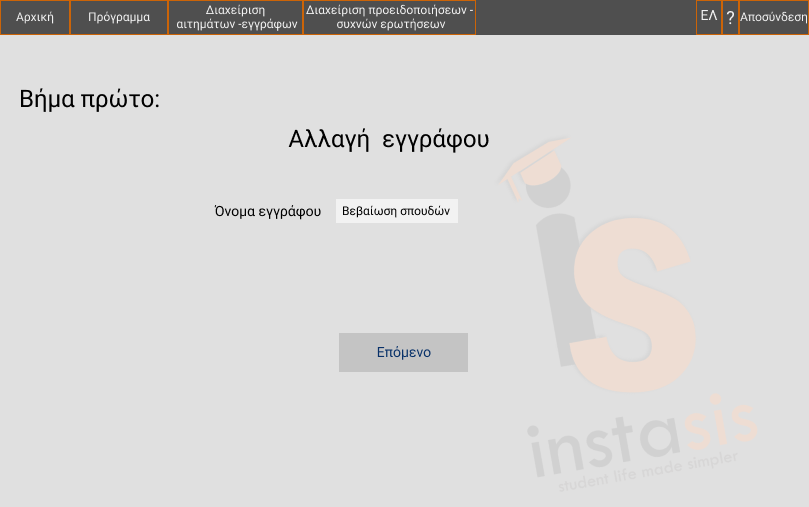 Αρχική
Πρόγραμμα
Διαχείριση
αιτημάτων -εγγράφων
Διαχείριση προειδοποιήσεων -
συχνών ερωτήσεων
ΕΛ
?
Αποσύνδεση
Βήμα πρώτο:
Αλλαγή εγγράφου
Όνομα εγγράφου
Βεβαίωση σπουδών
Επόμενο
iS
instasis
student life made simpler